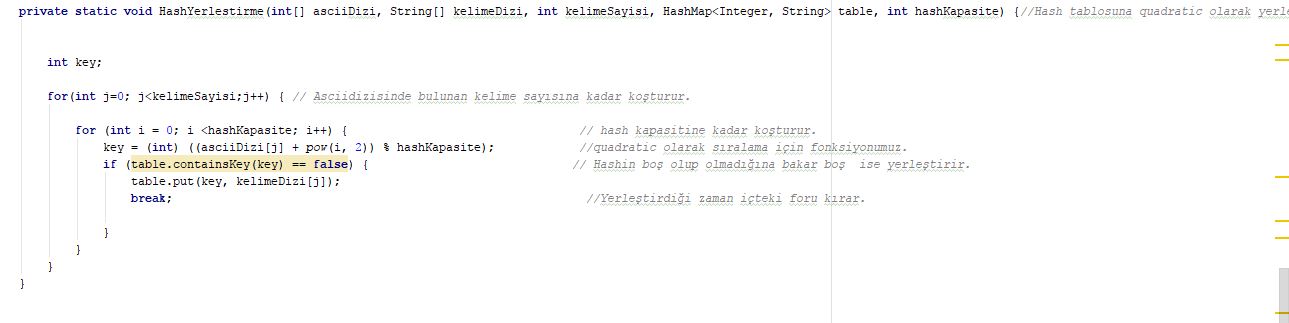 private static void HashYerlestirme(int[] asciiDizi, String[] kelimeDizi, int kelimeSayisi, HashMap<Integer, String> table, int hashKapasite) {//Hash tablosuna quadratic olarak
int key;
for(int j=0; j<kelimeSayisi;j++) { // Asciidizisinde bulunan kelime sayısına kadar koşturur.
for (int i = 0; i <hashKapasite; i++) { // hash kapasitine kadar koşturur.
key = (int) ((asciiDizi[j] + pow(i, 2)) % hashKapasite); //quadratic olarak sıralama için fonksiyonumuz.
if (table.containsKey(key) == false) { // Hashin boş olup olmadığına bakar boş  ise yerleştirir.
table.put(key, kelimeDizi[j]);
break; //Yerleştirdiği zaman içteki foru kırar.
}
}
}
}